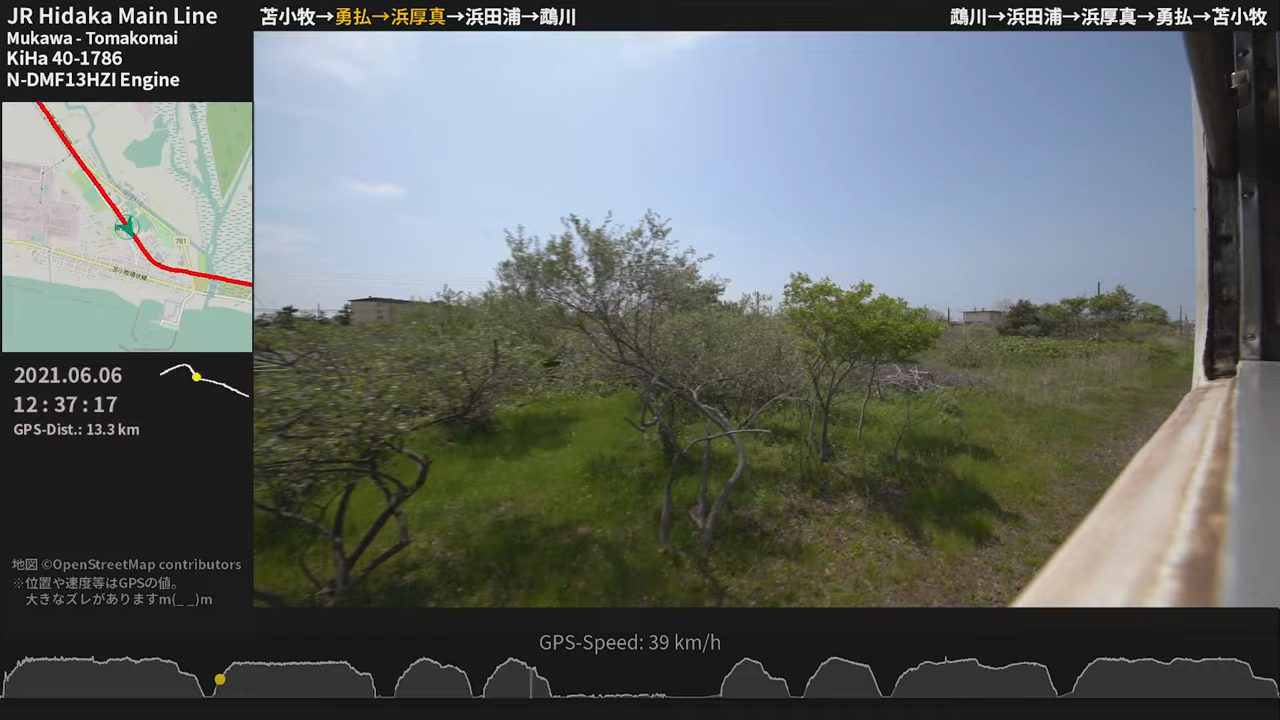 JR Hidaka Main Line
Mukawa - Tomakomai
KiHa 40-1786
N-DMF13HZI Engine
苫小牧→勇払→浜厚真→浜田浦→鵡川
鵡川→浜田浦→浜厚真→勇払→苫小牧
781
2021.06.06
12:37:17
GPS-Dist.: 13.3 km
地図 ©OpenStreetMap contributors
※位置や速度等はGPSの値。
大きなズレがありますm(_ _)m
GPS-Speed: 39 km/h